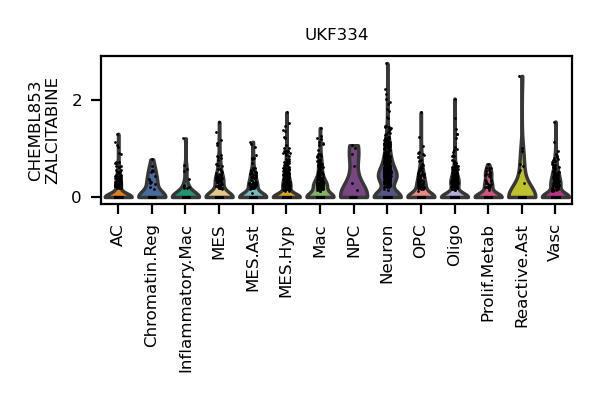 UKF334
CHEMBL853
ZALCITABINE
2
0
AC
Chromatin.Reg
Inflammatory.Mac
MES
MES.Ast
MES.Hyp
Mac
NPC
Neuron
OPC
Oligo
Prolif.Metab
Reactive.Ast
Vasc